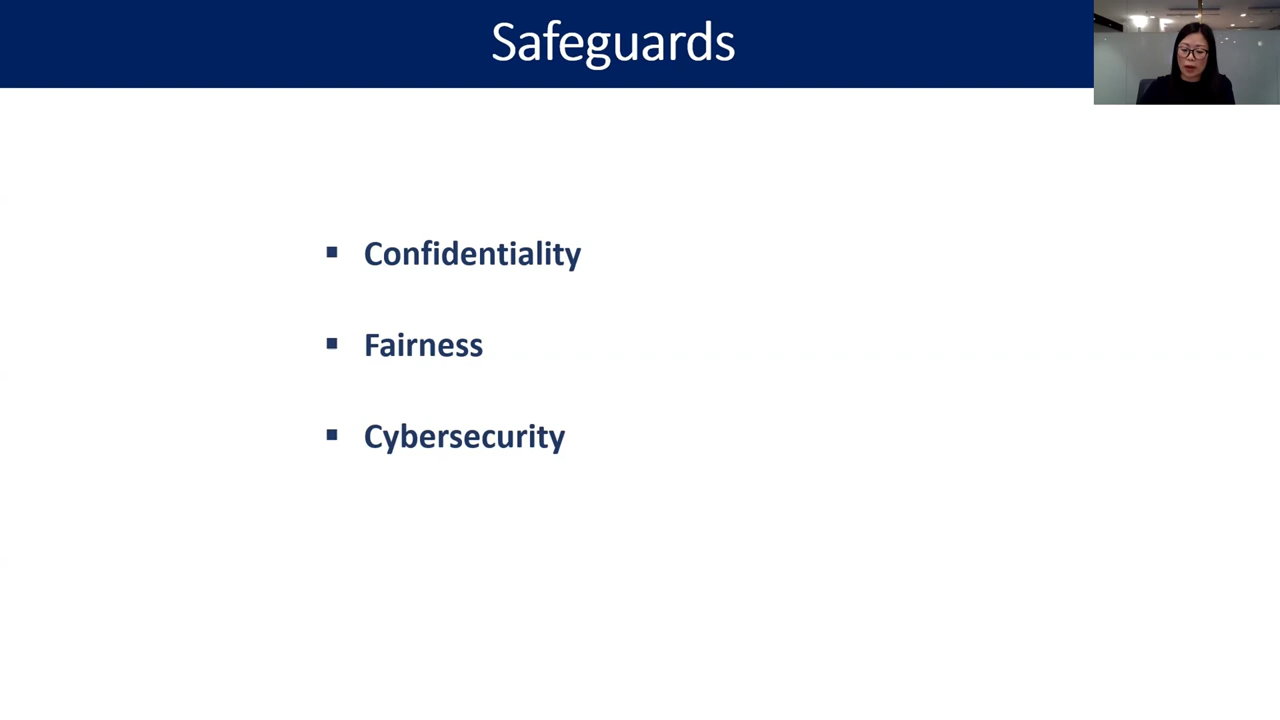 Safeguards
▪ Confidentiality
▪ Fairness
▪ Cybersecurity